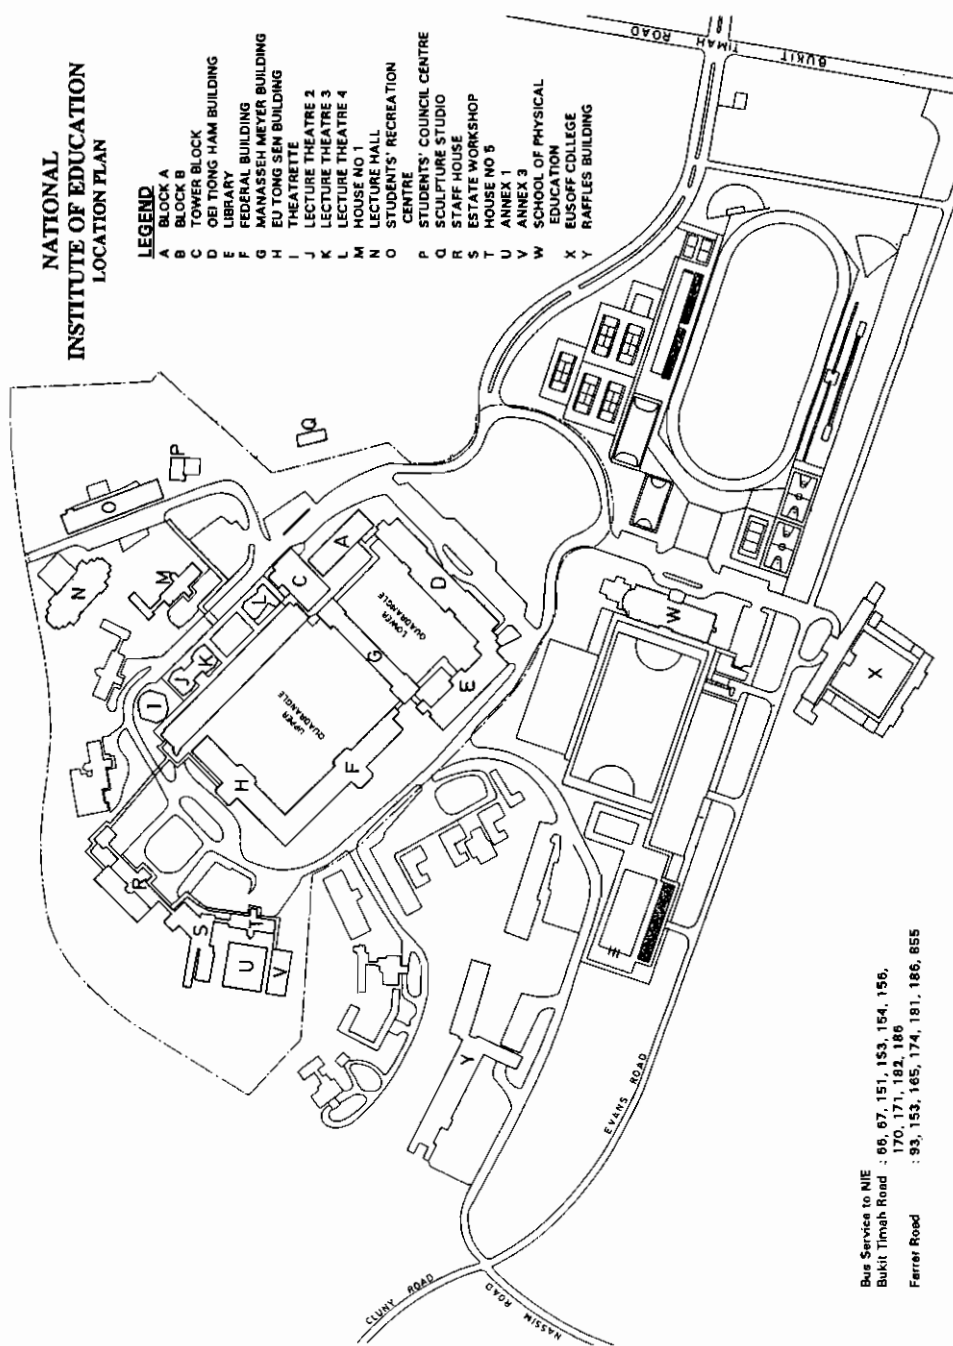 NATIONAL
INSTITUTE OF EDUCATION
LOCATION PLAN
LEGEND
A BLOCK A
B BLOCK B
C TOWER BLOCK
D OEI TIONG HAM BUILDING
E LIBRARY
F FEDERAL BUILDING
G MANASSEH MEYER BUILDING
H EU TONG SEN BUILDING
I THEATRETTE
J LECTURE THEATRE 2
K LECTURE THEATRE 3
L LECTURE THEATRE 4
M HOUSE NO 1
N LECTURE HALL
O STUDENTS' RECREATION
CENTRE
P STUDENTS' COUNCIL CENTRE
Q SCULPTURE STUDIO
R STAFF HOUSE
S ESTATE WORKSHOP
T HOUSE NO 5
U ANNEX 1
V ANNEX 3
W SCHOOL OF PHYSICAL
EDUCATION
X EUSOFF COLLEGE
Y RAFFLES BUILDING
BUKIT TIMAH ROAD
Q
P
O
N
M
A
C
L
D
LOWER
QUADRANGLE
G
K
J
I
E
UPPER
QUADRANGLE
F
H
R
S
T
U
V
W
X
Y
EVANS ROAD
CLUNY ROAD
NASSIM ROAD
Bus Service to NIE
Bukit Timah Road : 66, 67, 151, 153, 154, 156,
170, 171, 182, 186
Farrer Road : 93, 153, 165, 174, 181, 186, 855